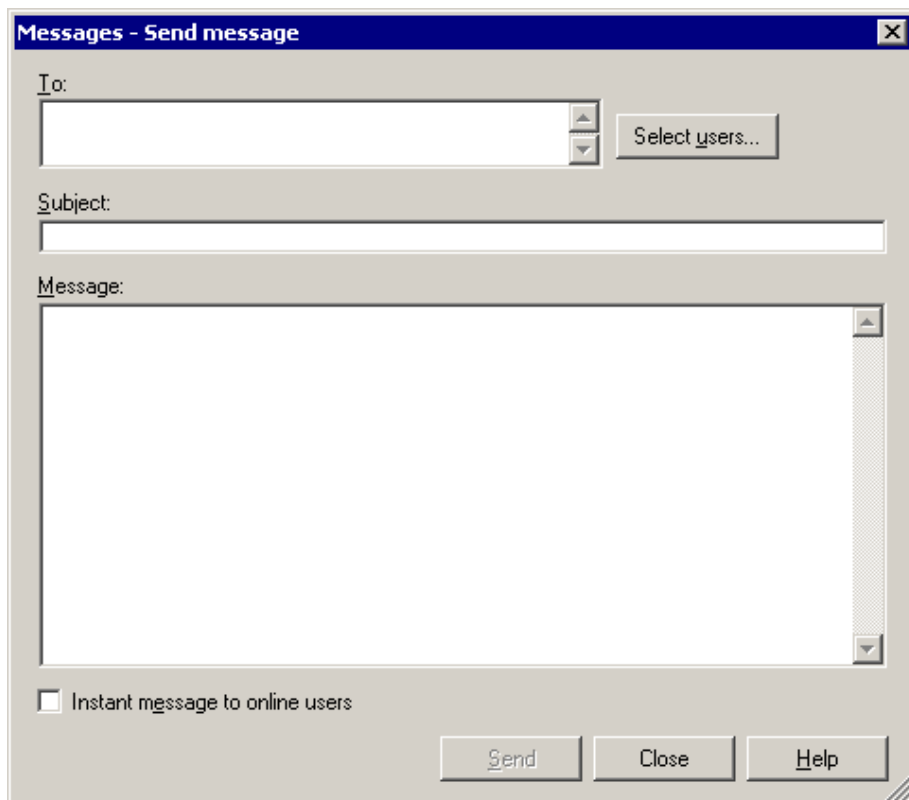 Messages - Send message
To:
Select users...
Subject:
Message:
Instant message to online users
Send
Close
Help